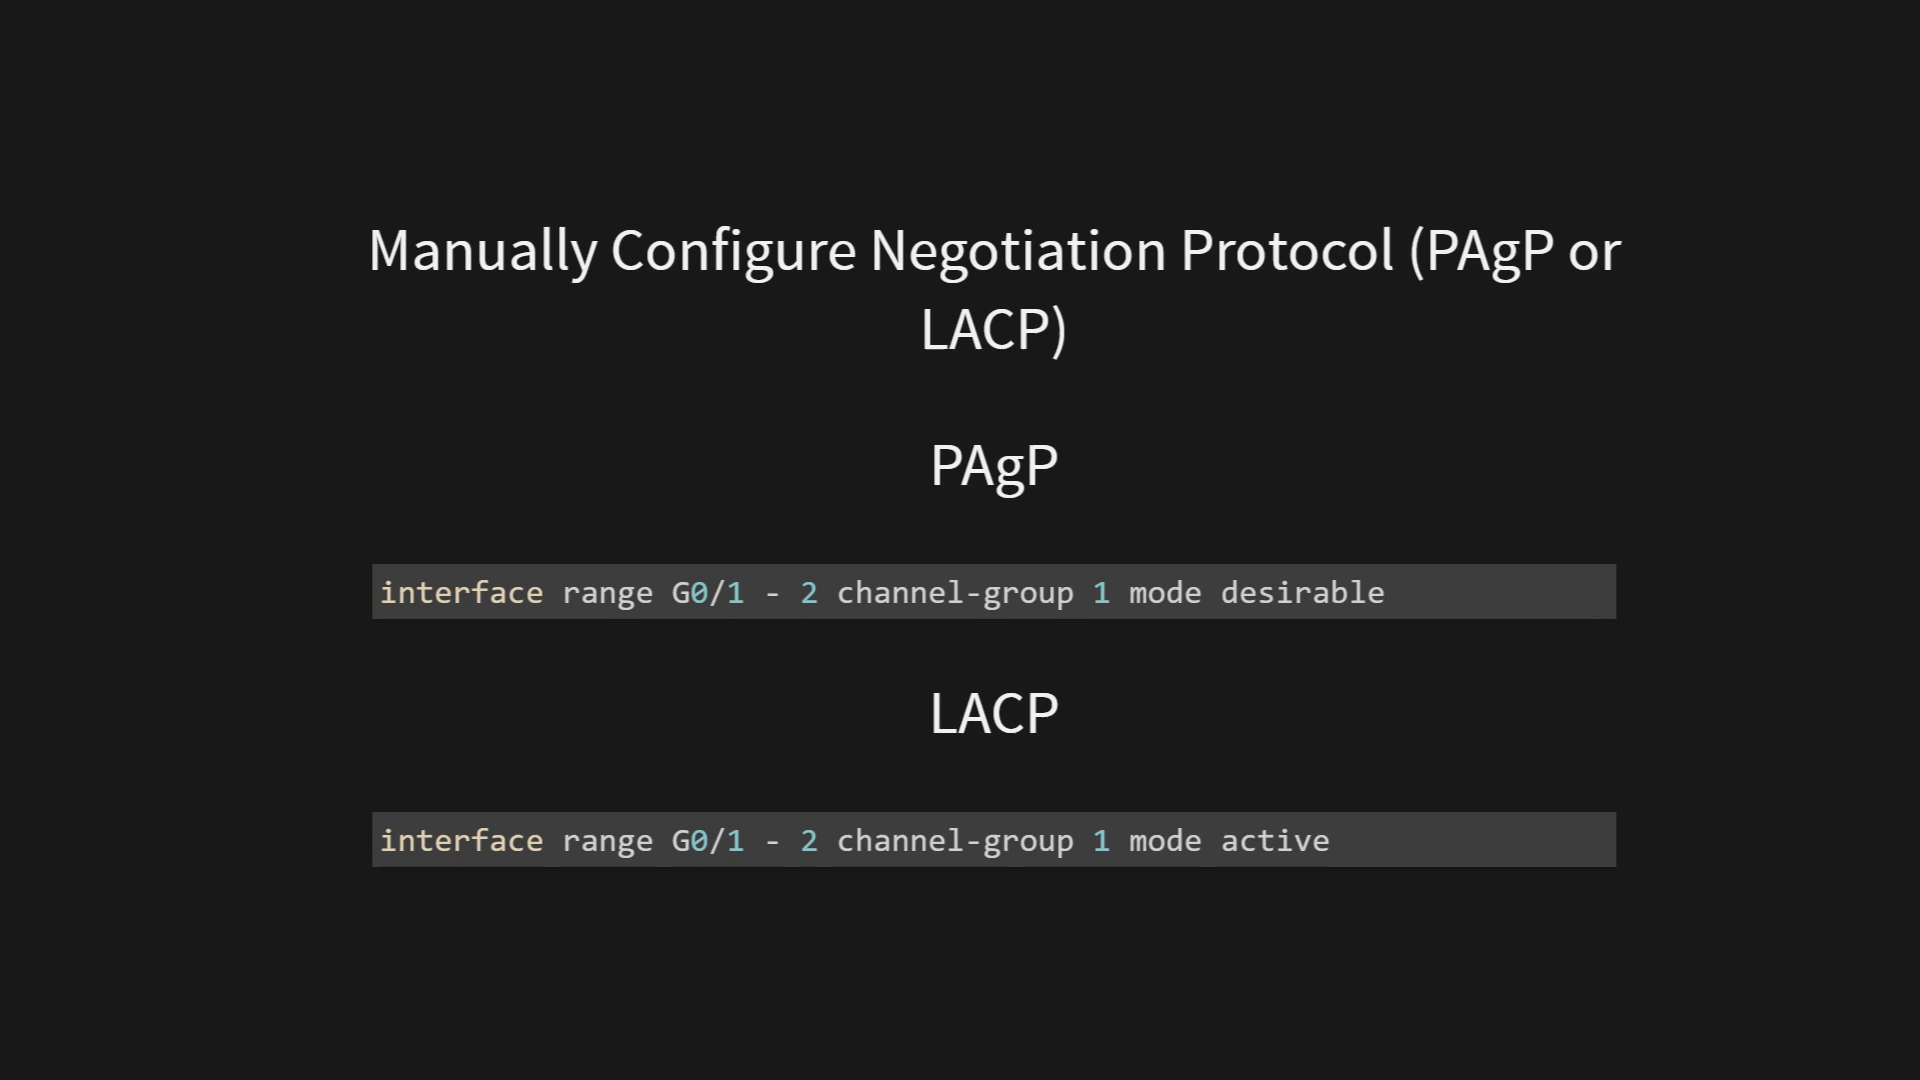 Manually Configure Negotiation Protocol (PAgP or
LACP)
PAgP
interface range G0/1 - 2 channel-group 1 mode desirable
LACP
interface range G0/1 - 2 channel-group 1 mode active